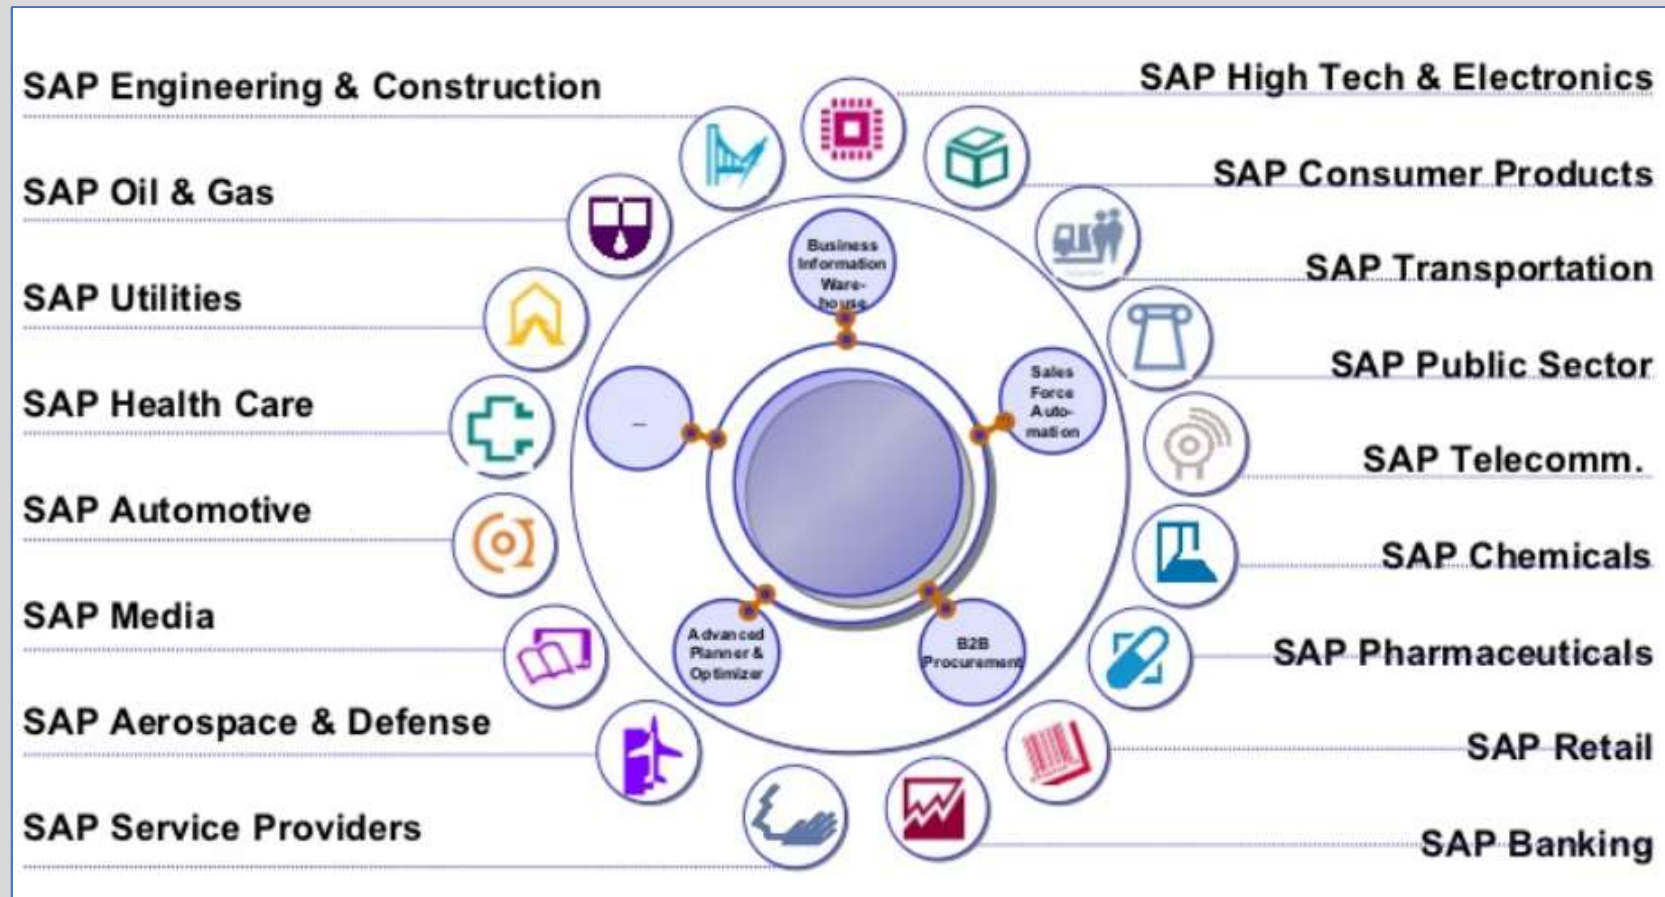 SAP Engineering & Construction
SAP Oil & Gas
SAP Utilities
SAP Health Care
SAP Automotive
SAP Media
SAP Aerospace & Defense
SAP Service Providers
Business
Information
Ware-
house
Sales
Force
Auto-
mation
...
Advanced
Planner &
Optimizer
B2B
Procurement
SAP High Tech & Electronics
SAP Consumer Products
SAP Transportation
SAP Public Sector
SAP Telecomm.
SAP Chemicals
SAP Pharmaceuticals
SAP Retail
SAP Banking